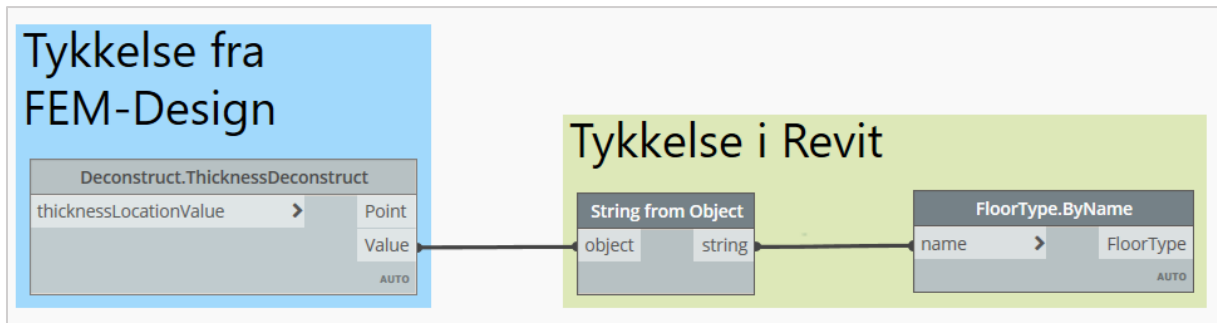 Tykkelse fra
FEM-Design
Deconstruct.ThicknessDeconstruct
thicknessLocationValue > Point
Value
AUTO
Tykkelse i Revit
String from Object
object string
FloorType.ByName
name > FloorType
AUTO